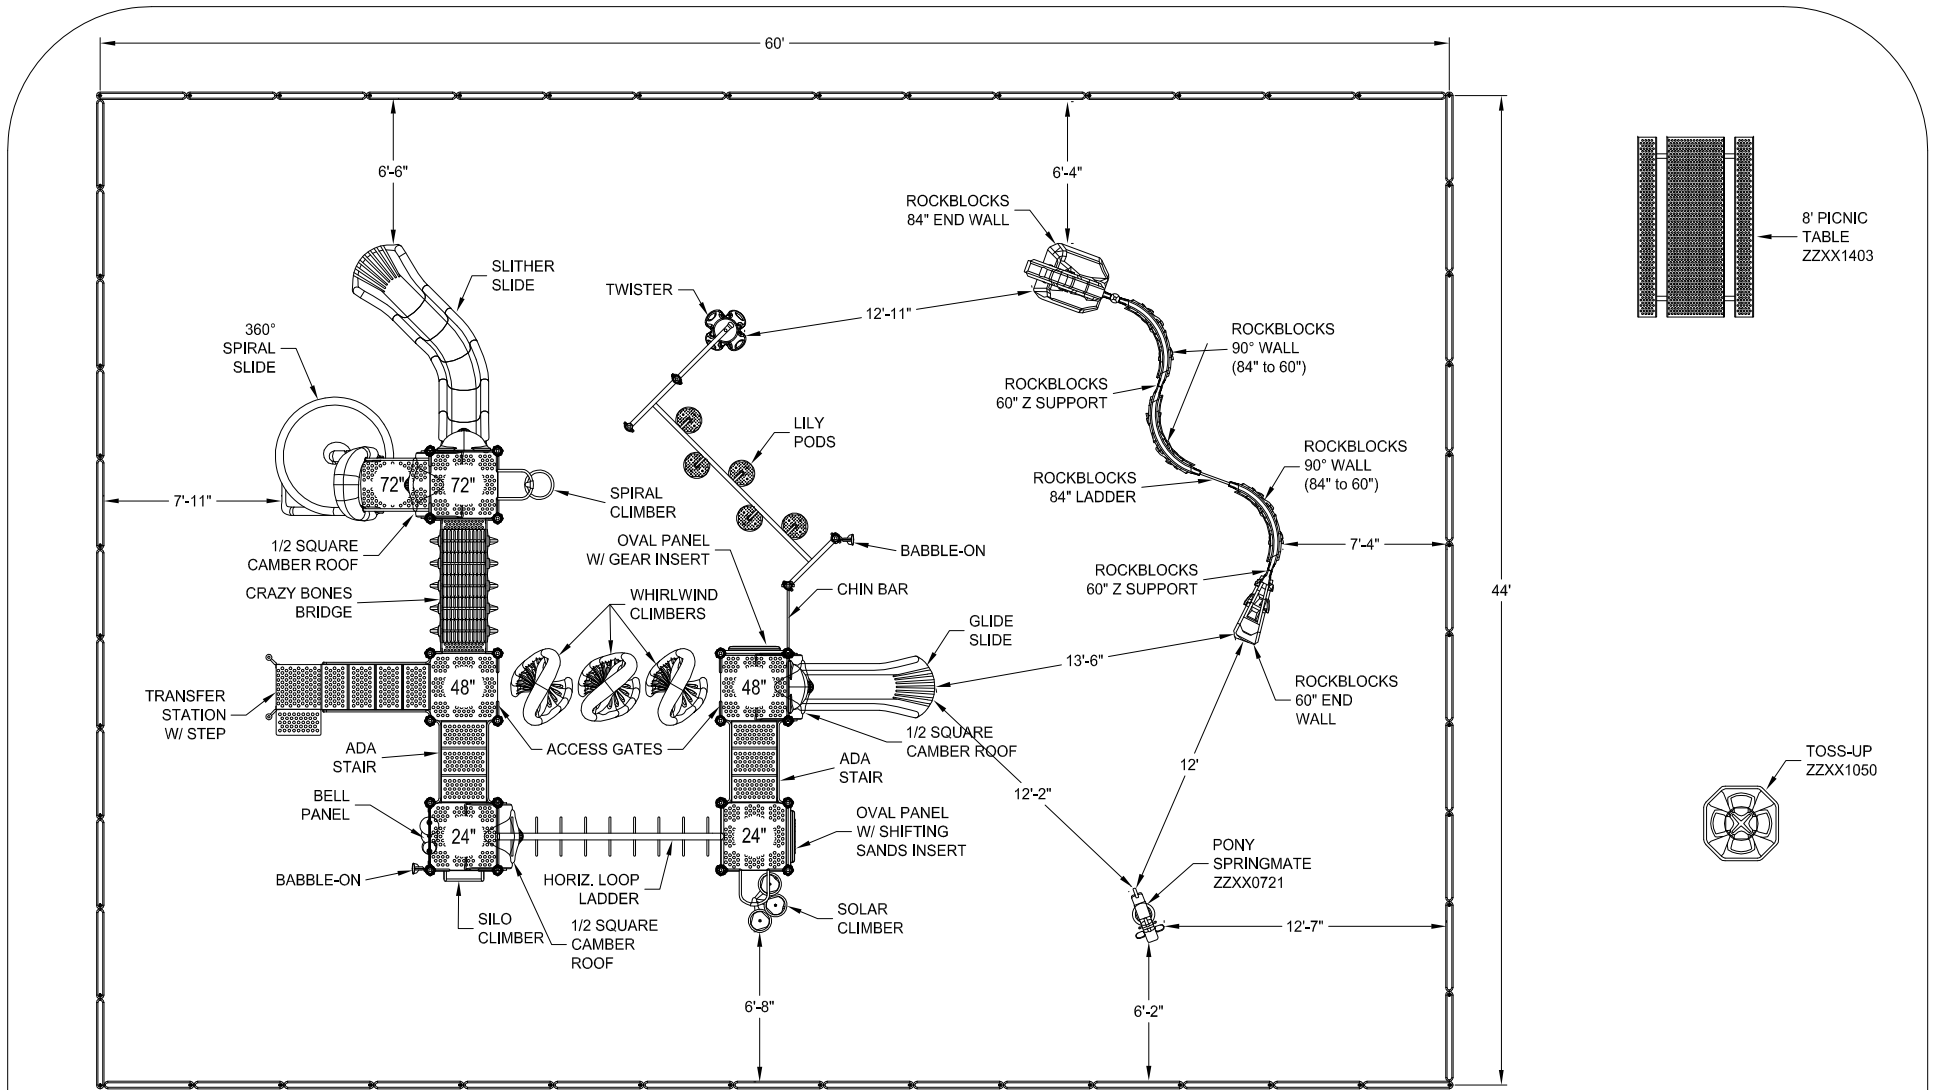 60'
6'-6"
6'-4"
ROCKBLOCKS
84" END WALL
8' PICNIC
TABLE
ZZXX1403
SLITHER
SLIDE
TWISTER
12'-11"
360°
SPIRAL
SLIDE
ROCKBLOCKS
90° WALL
(84" to 60")
ROCKBLOCKS
60" Z SUPPORT
LILY
PODS
ROCKBLOCKS
90° WALL
(84" to 60")
ROCKBLOCKS
84" LADDER
72"
72"
7'-11"
SPIRAL
CLIMBER
1/2 SQUARE
CAMBER ROOF
OVAL PANEL
W/ GEAR INSERT
BABBLE-ON
7'-4"
ROCKBLOCKS
60" Z SUPPORT
CRAZY BONES
BRIDGE
WHIRLWIND
CLIMBERS
CHIN BAR
44'
GLIDE
SLIDE
13'-6"
TRANSFER
STATION
W/ STEP
48"
48"
ROCKBLOCKS
60" END
WALL
ACCESS GATES
1/2 SQUARE
CAMBER ROOF
ADA
STAIR
ADA
STAIR
12'
12'-2"
TOSS-UP
ZZXX1050
BELL
PANEL
24"
24"
OVAL PANEL
W/ SHIFTING
SANDS INSERT
PONY
SPRINGMATE
ZZXX0721
BABBLE-ON
HORIZ. LOOP
LADDER
SILO
CLIMBER
1/2 SQUARE
CAMBER
ROOF
SOLAR
CLIMBER
12'-7"
6'-8"
6'-2"